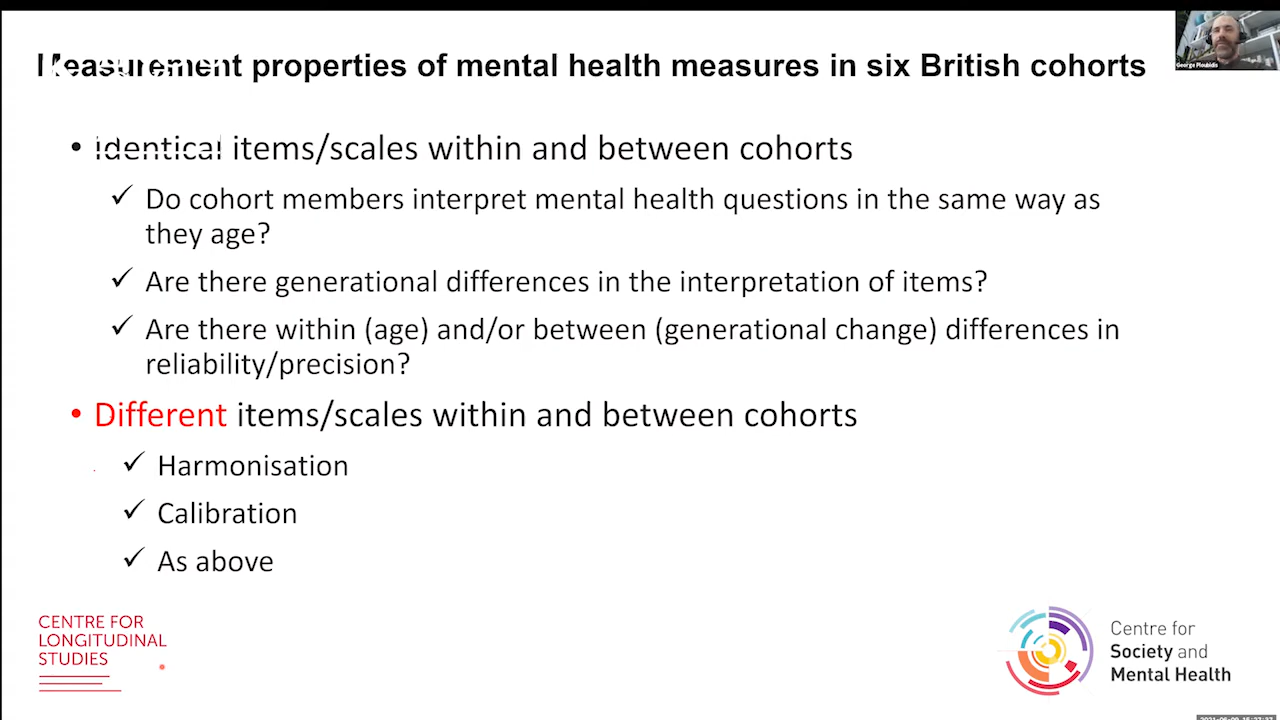 Measurement properties of mental health measures in six British cohorts
George Ploubidis
• Identical items/scales within and between cohorts
✓ Do cohort members interpret mental health questions in the same way as
they age?
✓ Are there generational differences in the interpretation of items?
✓ Are there within (age) and/or between (generational change) differences in
reliability/precision?
• Different items/scales within and between cohorts
✓ Harmonisation
✓ Calibration
✓ As above
CENTRE FOR
LONGITUDINAL
STUDIES
Centre for
Society and
Mental Health